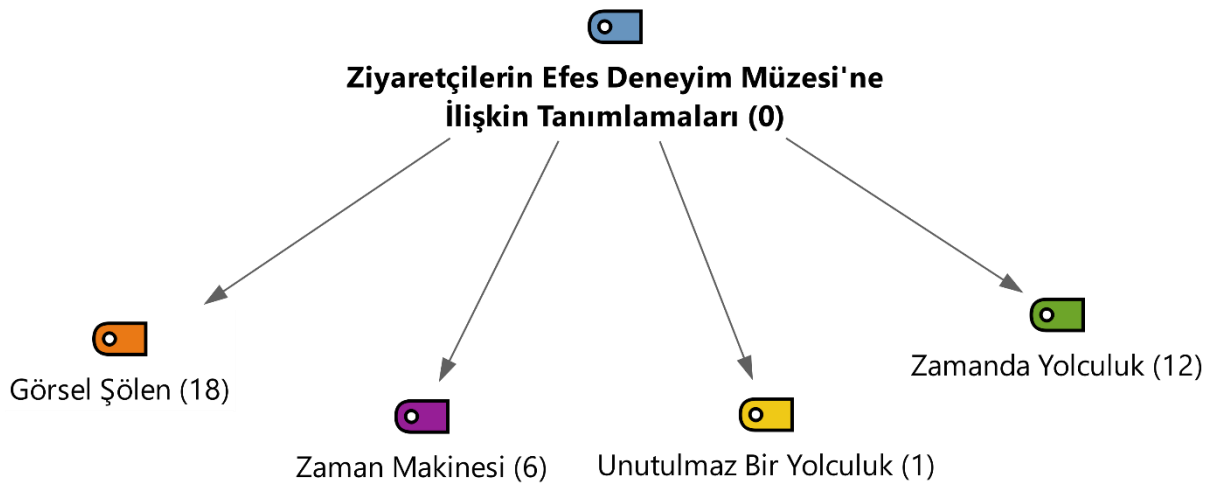 Ziyaretçilerin Efes Deneyim Müzesi'ne
İlişkin Tanımlamaları (0)
Görsel Şölen (18)
Zaman Makinesi (6)
Unutulmaz Bir Yolculuk (1)
Zamanda Yolculuk (12)